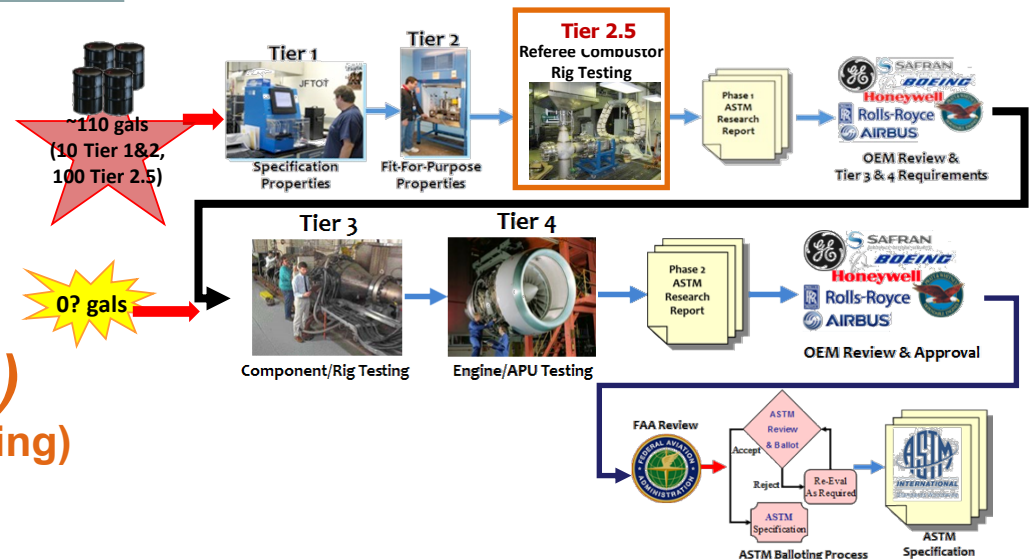 ~110 gals
(10 Tier 1&2,
100 Tier 2.5)
Tier 1
JFTOT
Specification
Properties
Tier 2
Fit-For-Purpose
Properties
Tier 2.5
Referee Combustor
Rig Testing
Phase 1
ASTM
Research
Report
GE
SAFRAN
BOEING
Honeywell
Rolls-Royce
AIRBUS
OEM Review &
Tier 3 & 4 Requirements
0? gals
Tier 3
Component/Rig Testing
Tier 4
Engine/APU Testing
Phase 2
ASTM
Research
Report
GE
SAFRAN
BOEING
Honeywell
Rolls-Royce
AIRBUS
OEM Review & Approval
)
ing)
FAA Review
FEDERAL AVIATION
ADMINISTRATION
ASTM
Review
& Ballot
Accept
Reject
Re-Eval
As Required
ASTM
Specification
ASTM Balloting Process
ASTM
INTERNATIONAL
ASTM
Specification